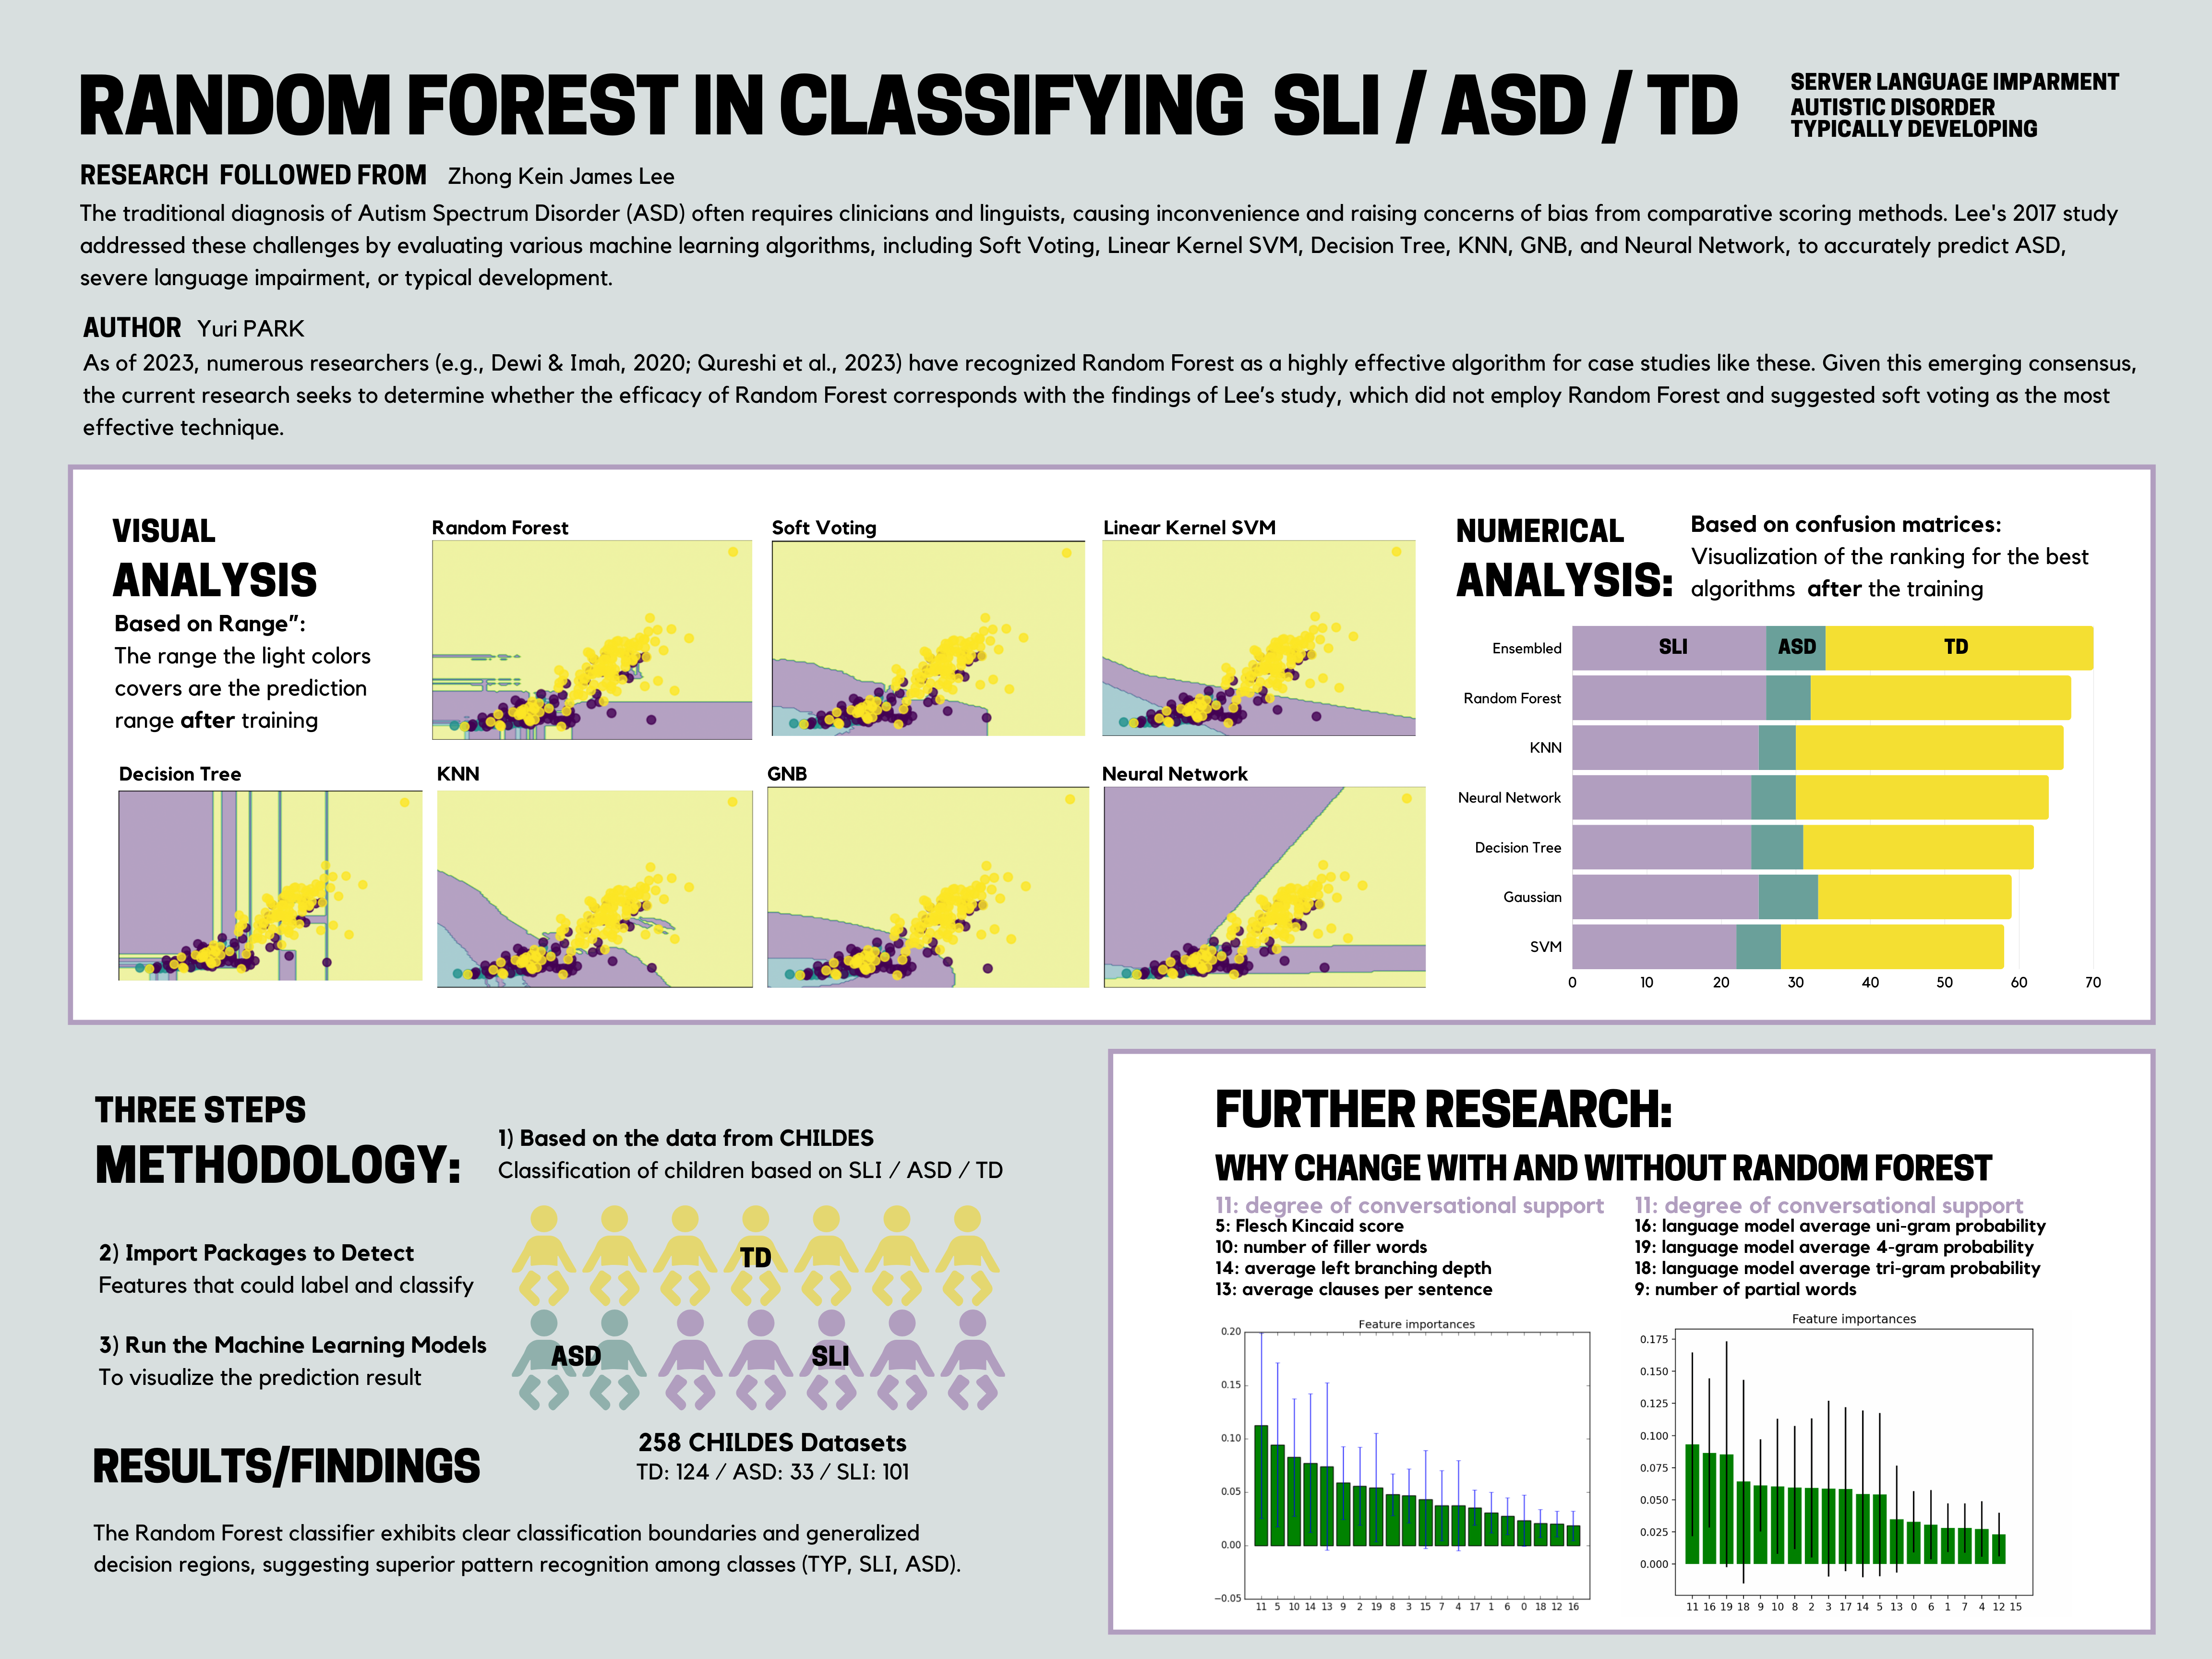 RANDOM FOREST IN CLASSIFYING SLI / ASD / TD
SERVER LANGUAGE IMPARMENT
AUTISTIC DISORDER
TYPICALLY DEVELOPING
RESEARCH FOLLOWED FROM Zhong Kein James Lee
The traditional diagnosis of Autism Spectrum Disorder (ASD) often requires clinicians and linguists, causing inconvenience and raising concerns of bias from comparative scoring methods. Lee's 2017 study
addressed these challenges by evaluating various machine learning algorithms, including Soft Voting, Linear Kernel SVM, Decision Tree, KNN, GNB, and Neural Network, to accurately predict ASD,
severe language impairment, or typical development.
AUTHOR Yuri PARK
As of 2023, numerous researchers (e.g., Dewi & Imah, 2020; Qureshi et al., 2023) have recognized Random Forest as a highly effective algorithm for case studies like these. Given this emerging consensus,
the current research seeks to determine whether the efficacy of Random Forest corresponds with the findings of Lee's study, which did not employ Random Forest and suggested soft voting as the most
effective technique.
VISUAL
ANALYSIS
Based on Range”:
The range the light colors
covers are the prediction
range after training
Random Forest
Soft Voting
Linear Kernel SVM
Decision Tree
KNN
GNB
Neural Network
NUMERICAL
ANALYSIS:
Based on confusion matrices:
Visualization of the ranking for the best
algorithms after the training
Ensembled
SLI ASD TD
Random Forest
KNN
Neural Network
Decision Tree
Gaussian
SVM
0 10 20 30 40 50 60 70
THREE STEPS
METHODOLOGY:
1) Based on the data from CHILDES
Classification of children based on SLI / ASD / TD
2) Import Packages to Detect
Features that could label and classify
3) Run the Machine Learning Models
To visualize the prediction result
TD
ASD
SLI
258 CHILDES Datasets
TD: 124 / ASD: 33 / SLI: 101
RESULTS/FINDINGS
The Random Forest classifier exhibits clear classification boundaries and generalized
decision regions, suggesting superior pattern recognition among classes (TYP, SLI, ASD).
FURTHER RESEARCH:
WHY CHANGE WITH AND WITHOUT RANDOM FOREST
11: degree of conversational support
5: Flesch Kincaid score
10: number of filler words
14: average left branching depth
13: average clauses per sentence
11: degree of conversational support
16: language model average uni-gram probability
19: language model average 4-gram probability
18: language model average tri-gram probability
9: number of partial words
Feature importances
0.20
0.15
0.10
0.05
0.00
−0.05
11 5 10 14 13 9 2 19 8 3 15 7 4 17 1 6 0 18 12 16
Feature importances
0.175
0.150
0.125
0.100
0.075
0.050
0.025
0.000
11 16 19 18 9 10 8 2 3 17 14 5 13 0 6 1 7 4 12 15